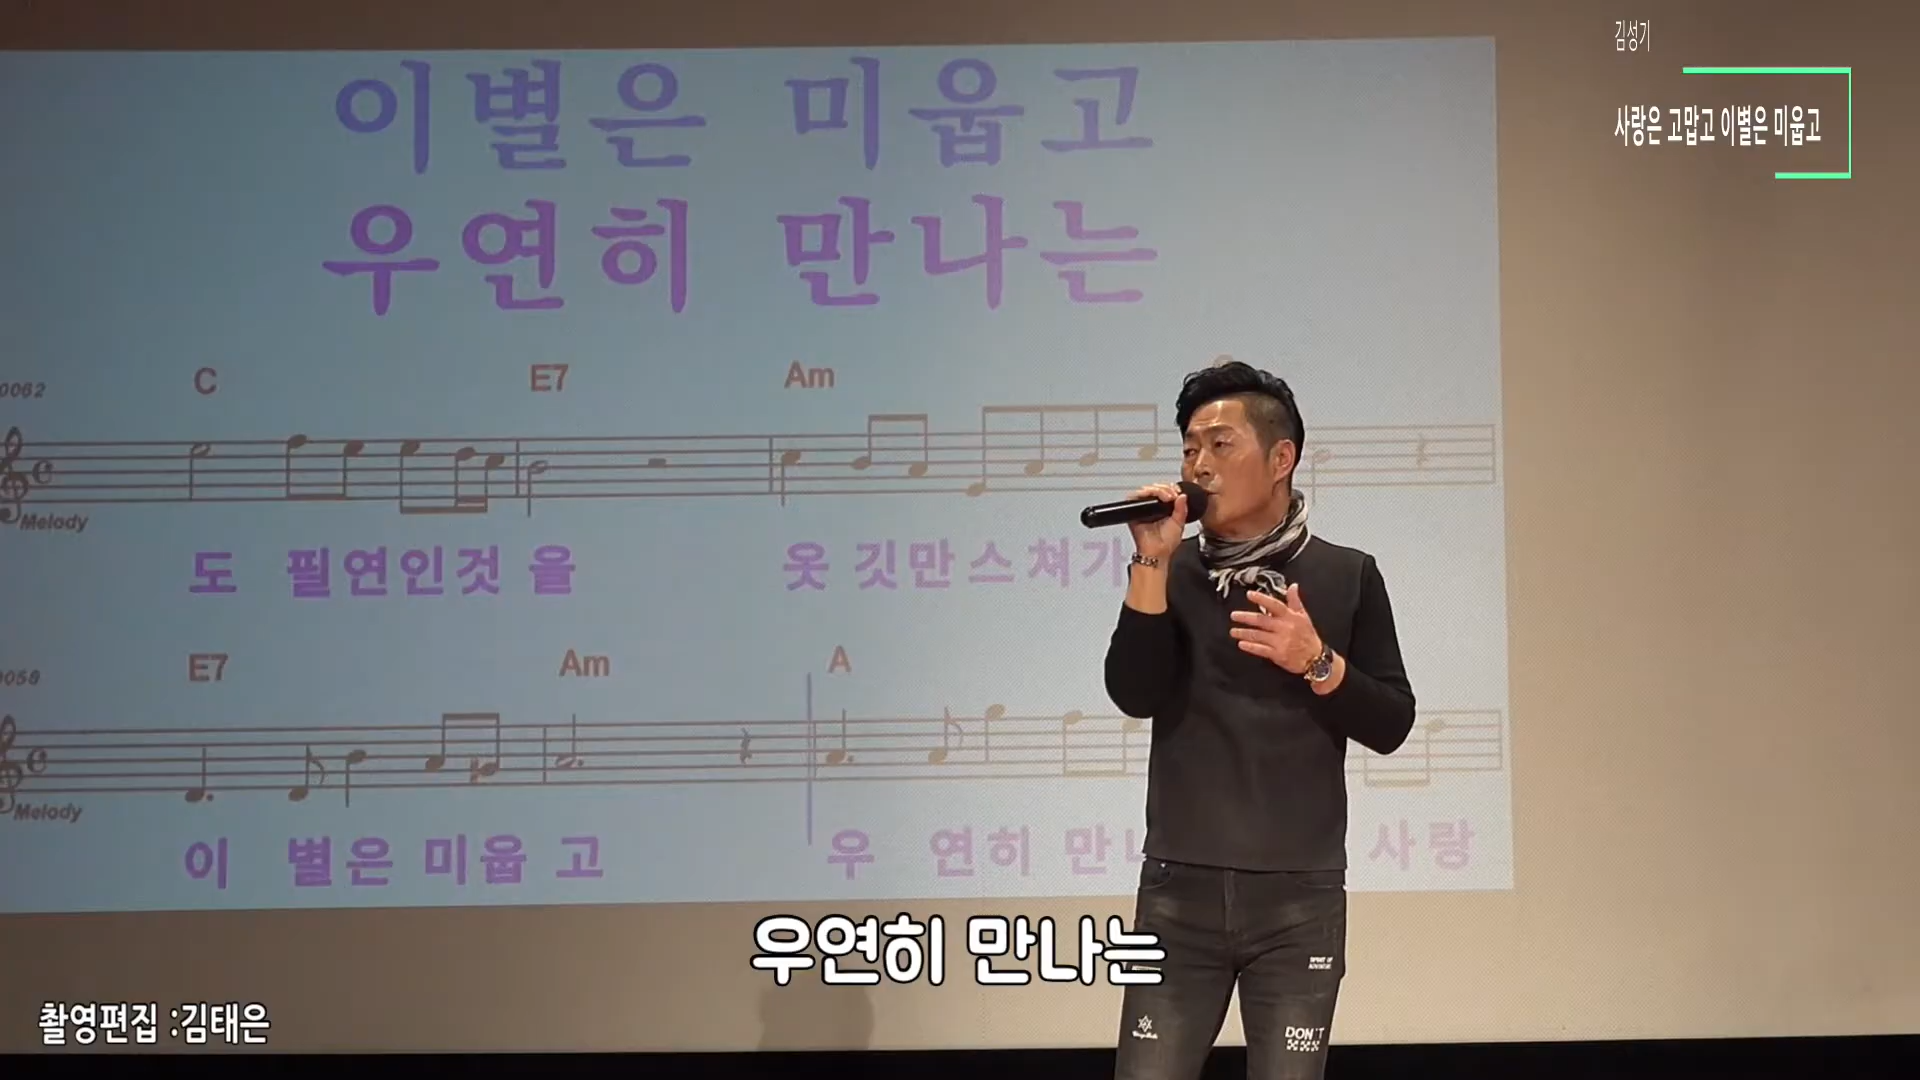 김성기
사랑은 고맙고 이별은 미웁고
이별은 미웁고
우연히 만나는
0062
C E7 Am
Melody
도 필연인것 을 옷 깃만스쳐가
E7 Am A
Melody
이 별은 미웁 고 우 연히 만 사랑
우연히 만나는
촬영편집 :김태은
DON'T